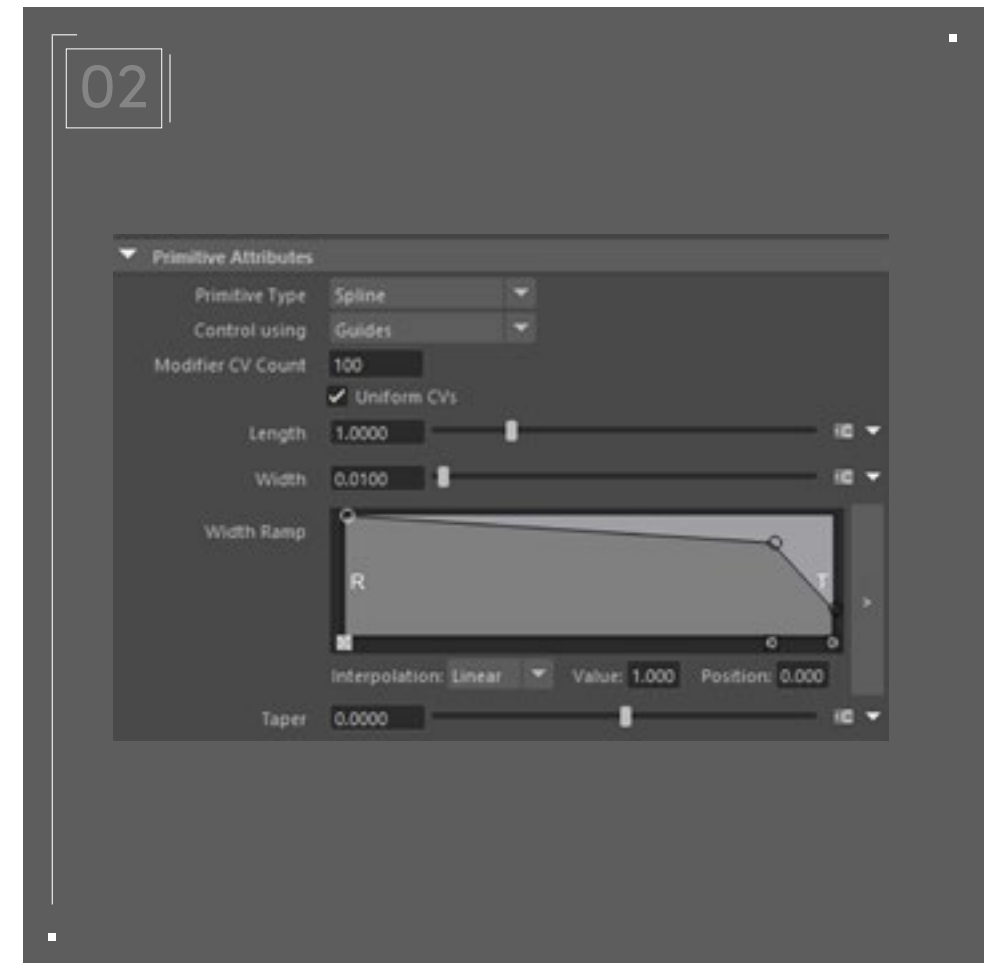 02
Primitive Attributes
Primitive Type Spline
Control using Guides
Modifier CV Count 100
Uniform CVs
Length 1.0000
Width 0.0100
Width Ramp
R T
>
Interpolation: Linear Value: 1.000 Position: 0.000
Taper 0.0000